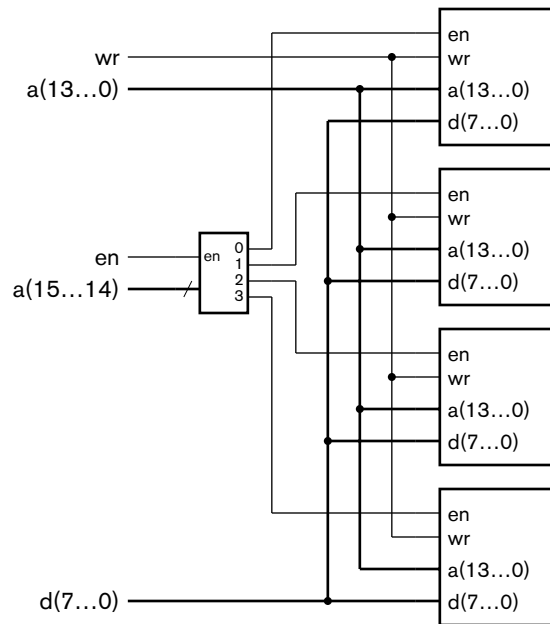 en
wr
wr
a(13…0)
a(13…0)
d(7…0)
en
wr
0
en
en
1
a(13…0)
2
a(15…14)
3
d(7…0)
en
wr
a(13…0)
d(7…0)
en
wr
a(13…0)
d(7…0)
d(7…0)